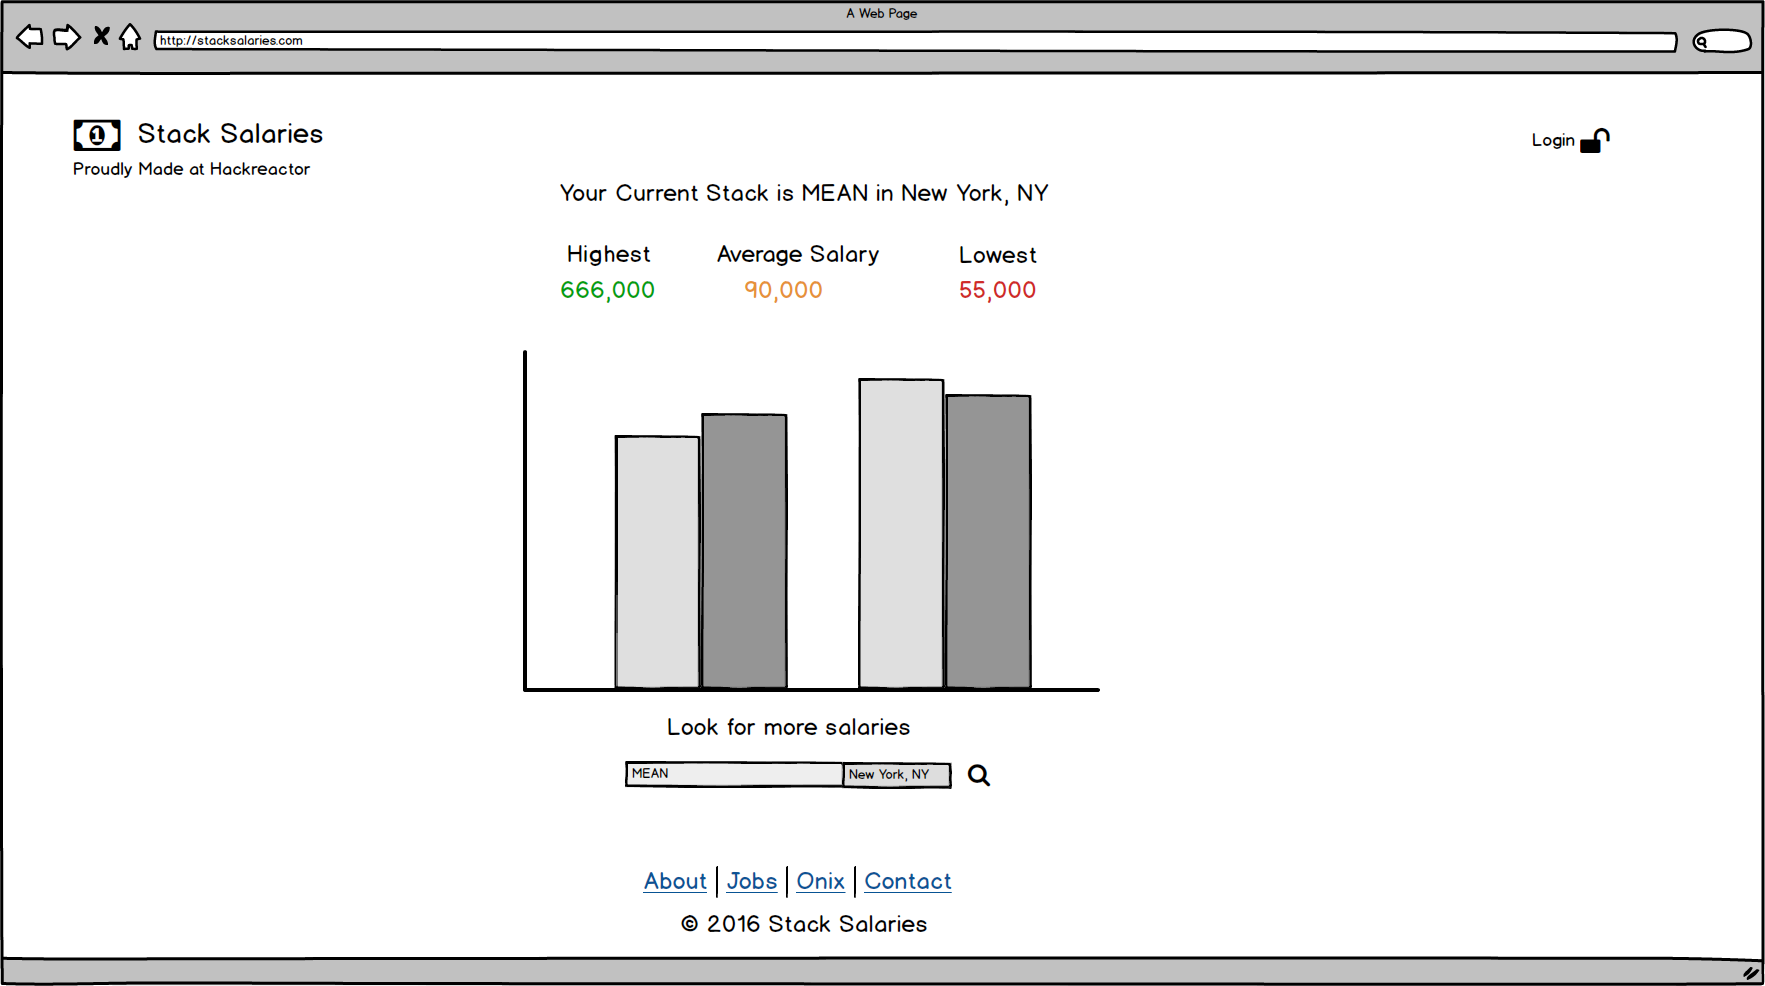 A Web Page
http://stacksalaries.com
1 Stack Salaries
Proudly Made at Hackreactor
Login
Your Current Stack is MEAN in New York, NY
Highest Average Salary Lowest
666,000 90,000 55,000
Look for more salaries
MEAN New York, NY
About | Jobs | Onix | Contact
© 2016 Stack Salaries